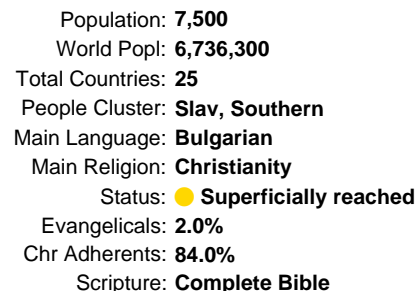 Population: 7,500
World Popl: 6,736,300
Total Countries: 25
People Cluster: Slav, Southern
Main Language: Bulgarian
Main Religion: Christianity
Status: Superficially reached
Evangelicals: 2.0%
Chr Adherents: 84.0%
Scripture: Complete Bible